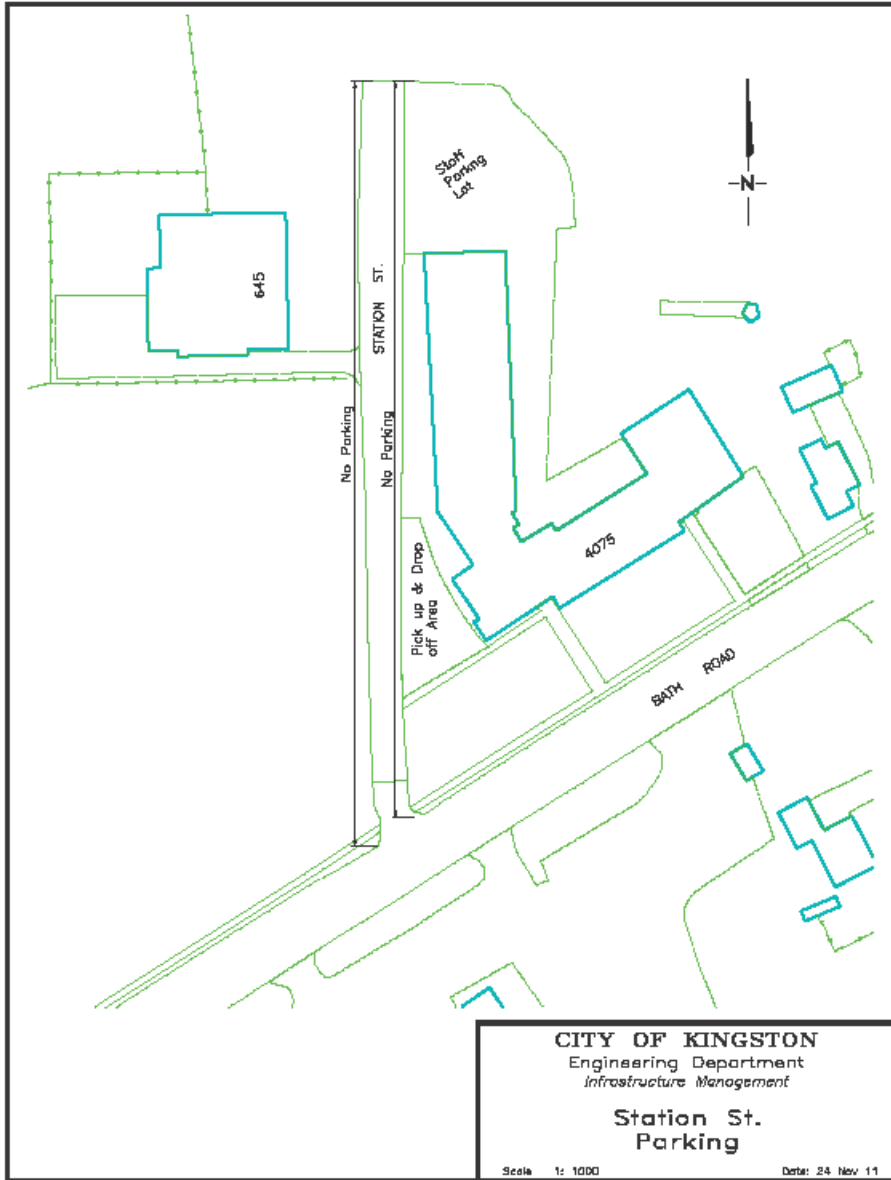 Staff
Parking
Lot
N
645
STATION ST.
No Parking
No Parking
4075
Pick up & Drop
off Area
BATH ROAD
CITY OF KINGSTON
Engineering Department
Infrastructure Management
Station St.
Parking
Scale 1: 1000 Date: 24 Nov 11